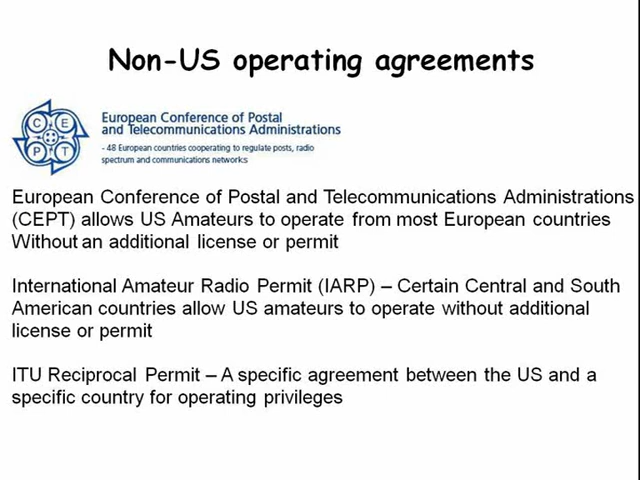 Non-US operating agreements
C E
P T
European Conference of Postal
and Telecommunications Administrations
- 48 European countries cooperating to regulate posts, radio
spectrum and communications networks
European Conference of Postal and Telecommunications Administrations
(CEPT) allows US Amateurs to operate from most European countries
Without an additional license or permit
International Amateur Radio Permit (IARP) – Certain Central and South
American countries allow US amateurs to operate without additional
license or permit
ITU Reciprocal Permit – A specific agreement between the US and a
specific country for operating privileges